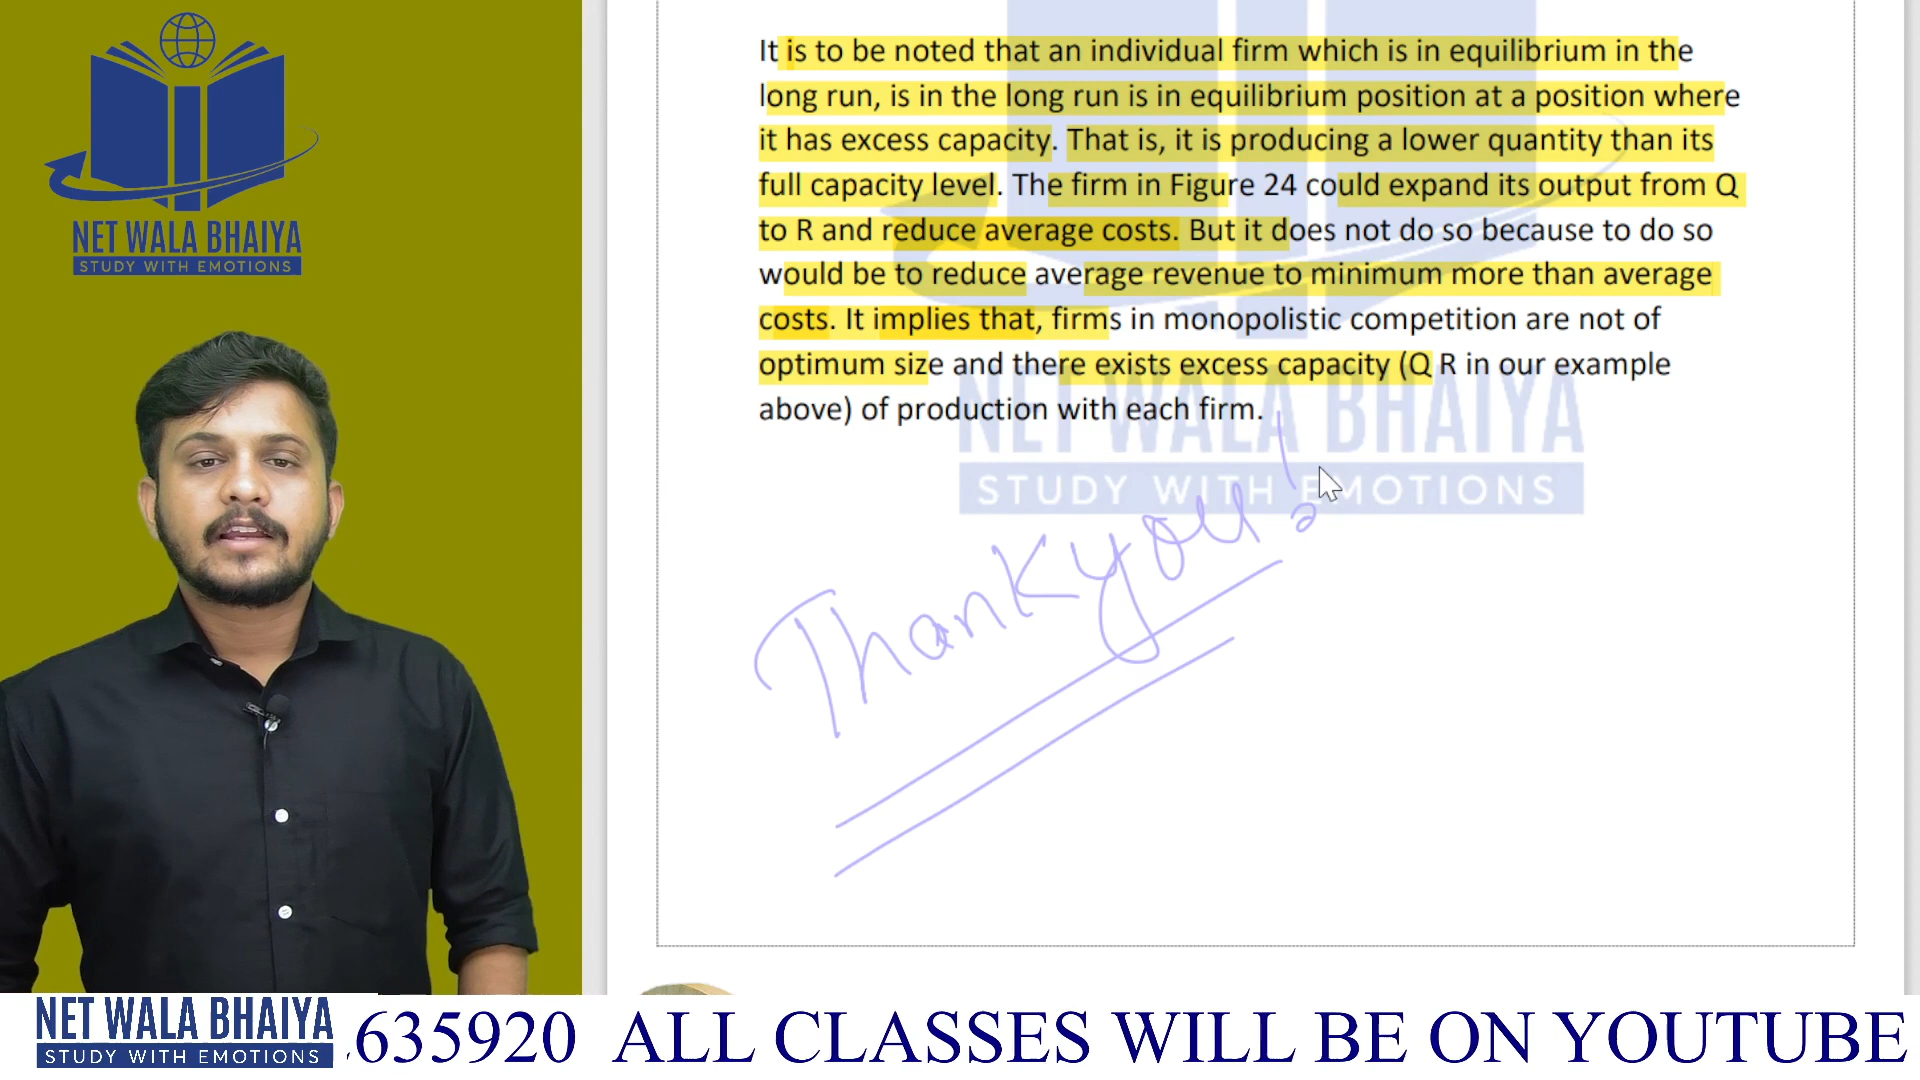 NET WALA BHAIYA
STUDY WITH EMOTIONS
It is to be noted that an individual firm which is in equilibrium in the
long run, is in the long run is in equilibrium position at a position where
it has excess capacity. That is, it is producing a lower quantity than its
full capacity level. The firm in Figure 24 could expand its output from Q
to R and reduce average costs. But it does not do so because to do so
would be to reduce average revenue to minimum more than average
costs. It implies that, firms in monopolistic competition are not of
optimum size and there exists excess capacity (Q R in our example
above) of production with each firm.
NET WALA BHAIYA
STUDY WITH EMOTIONS
Thank you!
NET WALA BHAIYA
STUDY WITH EMOTIONS
635920 ALL CLASSES WILL BE ON YOUTUBE